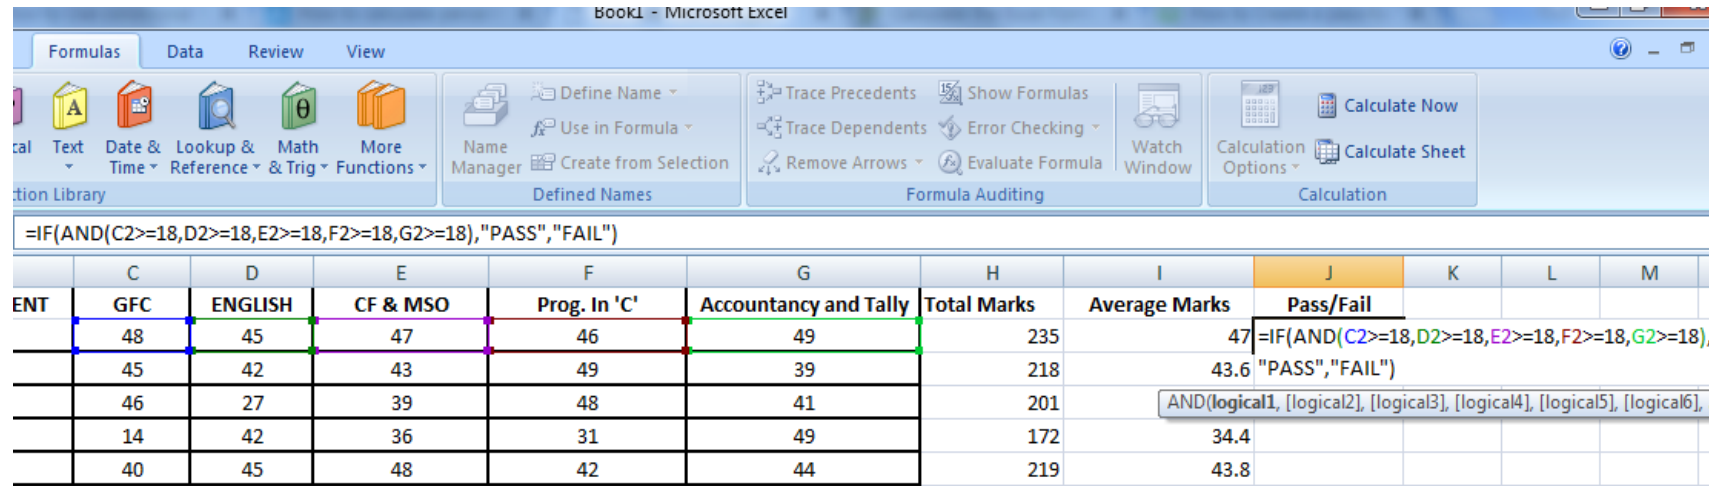 Book1 - Microsoft Excel
Formulas Data Review View
Text Date & Time Lookup & Reference Math & Trig More Functions
Name Manager Define Name Use in Formula Create from Selection
Trace Precedents Show Formulas
Trace Dependents Error Checking
Remove Arrows Evaluate Formula
Watch Window Calculation Options Calculate Now Calculate Sheet
Library Defined Names Formula Auditing Calculation
=IF(AND(C2>=18,D2>=18,E2>=18,F2>=18,G2>=18),"PASS","FAIL")
C D E F G H I J K L M
ENT GFC ENGLISH CF & MSO Prog. In 'C' Accountancy and Tally Total Marks Average Marks Pass/Fail
48 45 47 46 49 235 47 =IF(AND(C2>=18,D2>=18,E2>=18,F2>=18,G2>=18),
45 42 43 49 39 218 43.6 "PASS","FAIL")
46 27 39 48 41 201 AND(logical1, [logical2], [logical3], [logical4], [logical5], [logical6],
14 42 36 31 49 172 34.4
40 45 48 42 44 219 43.8